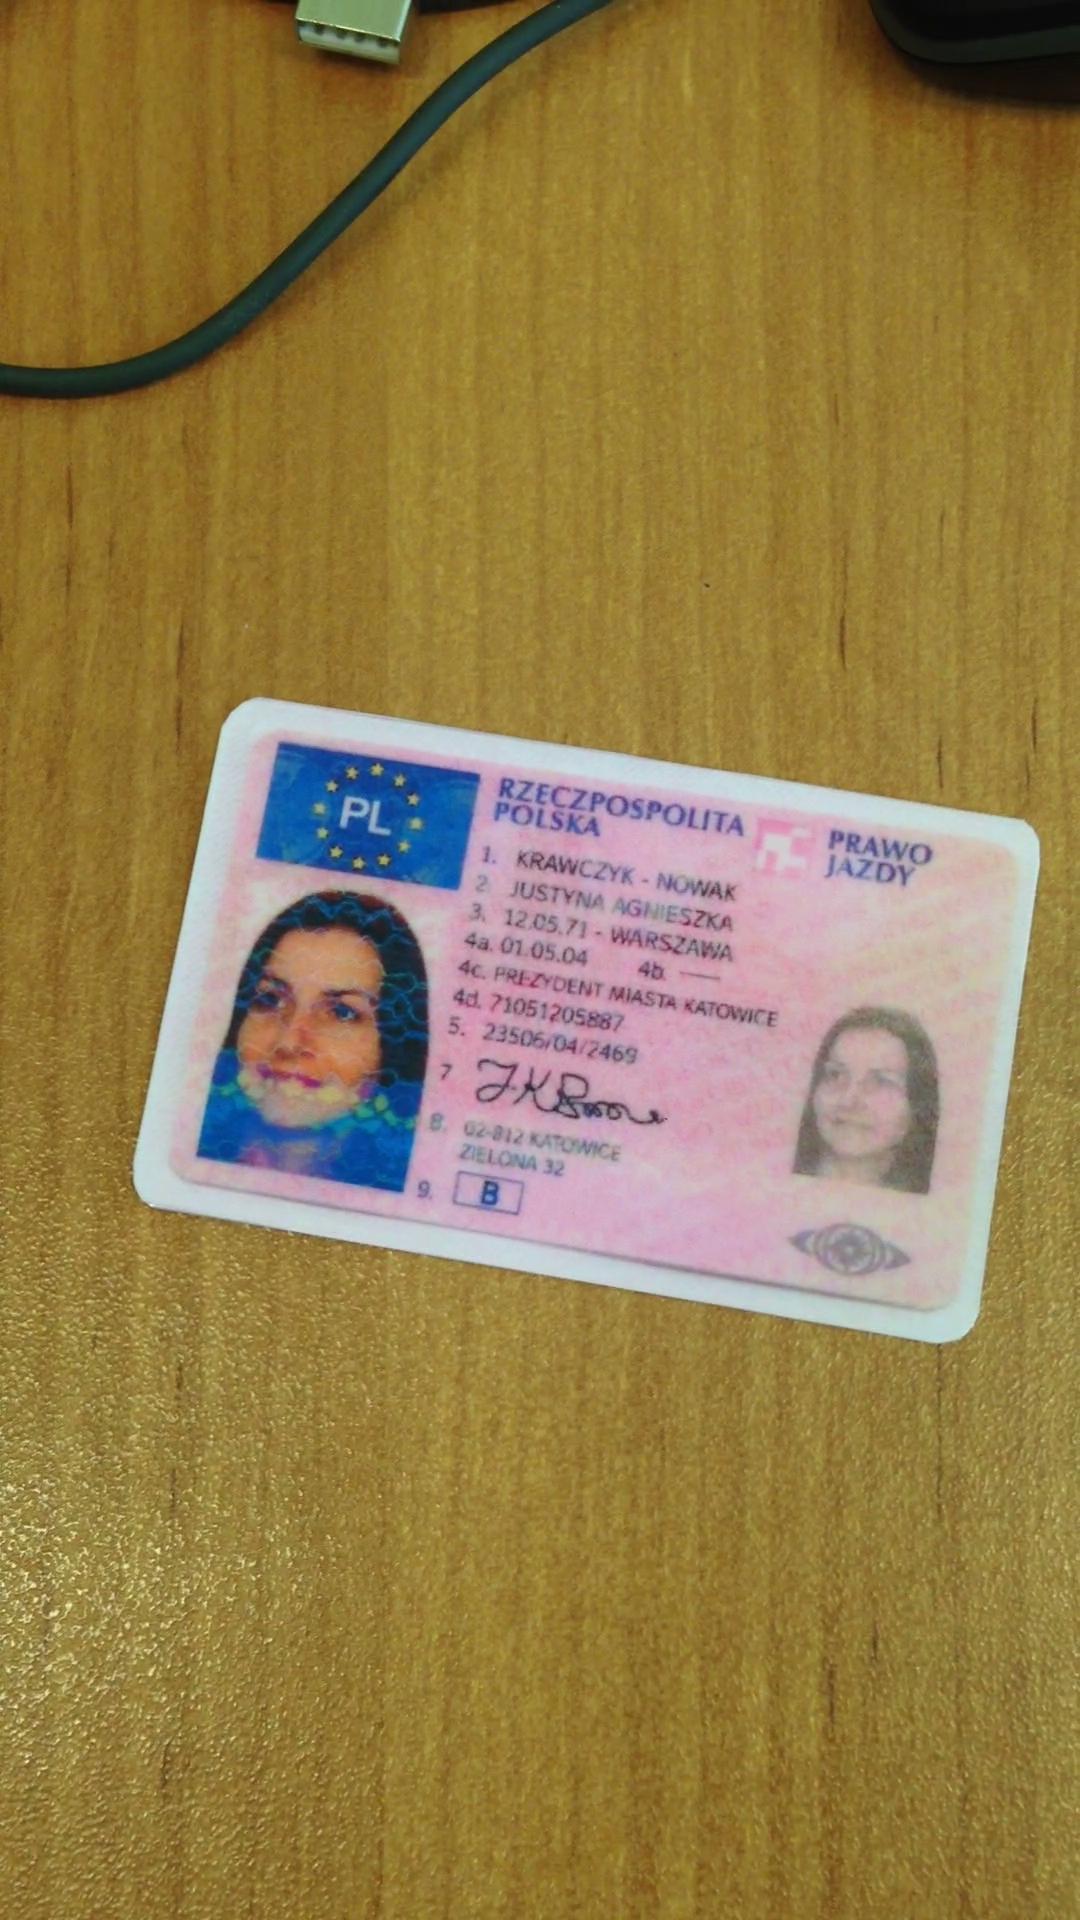 PL
RZECZPOSPOLITA POLSKA
PRAWO JAZDY
1. KRAWCZYK - NOWAK
2. JUSTYNA AGNIESZKA
3. 12.05.71 - WARSZAWA
4a. 01.05.04 4b. —
4c. PREZYDENT MIASTA KATOWICE
4d. 71051205887
5. 23506/04/2469
7
8. 02-812 KATOWICE
ZIELONA 32
9. B